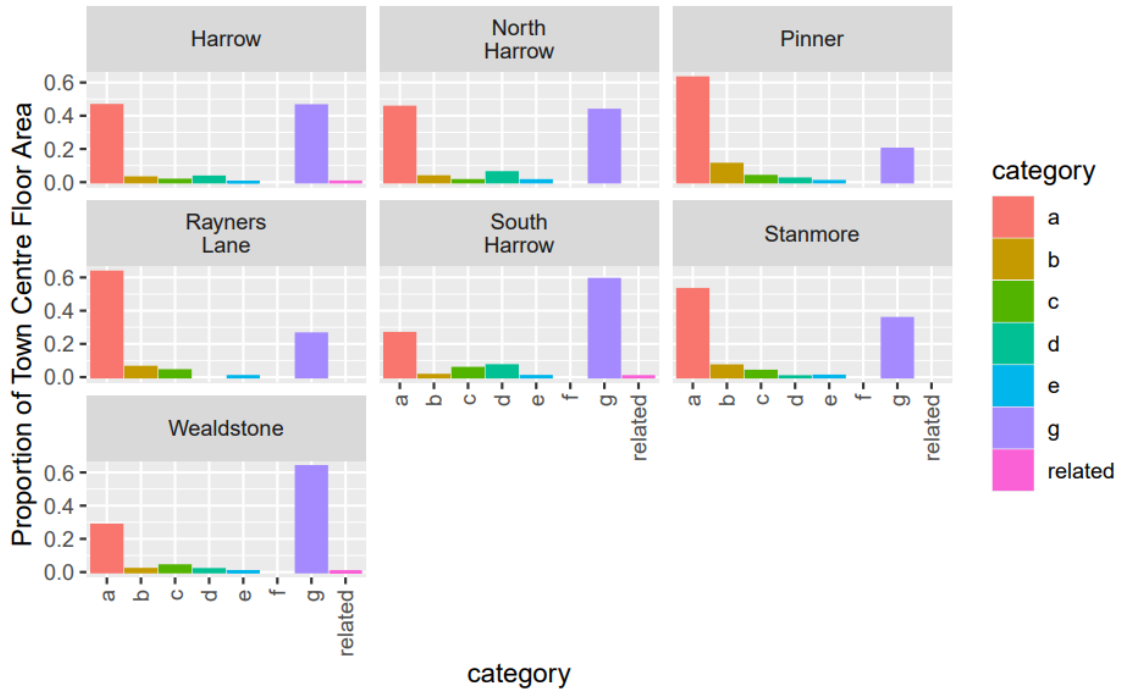 Proportion of Town Centre Floor Area
Harrow
North
Harrow
Pinner
0.6
0.4
0.2
0.0
Rayners
Lane
South
Harrow
Stanmore
0.6
0.4
0.2
0.0
a
b
c
d
e
f
g
related
a
b
c
d
e
f
g
related
Wealdstone
0.6
0.4
0.2
0.0
a
b
c
d
e
f
g
related
category
category
a
b
c
d
e
g
related